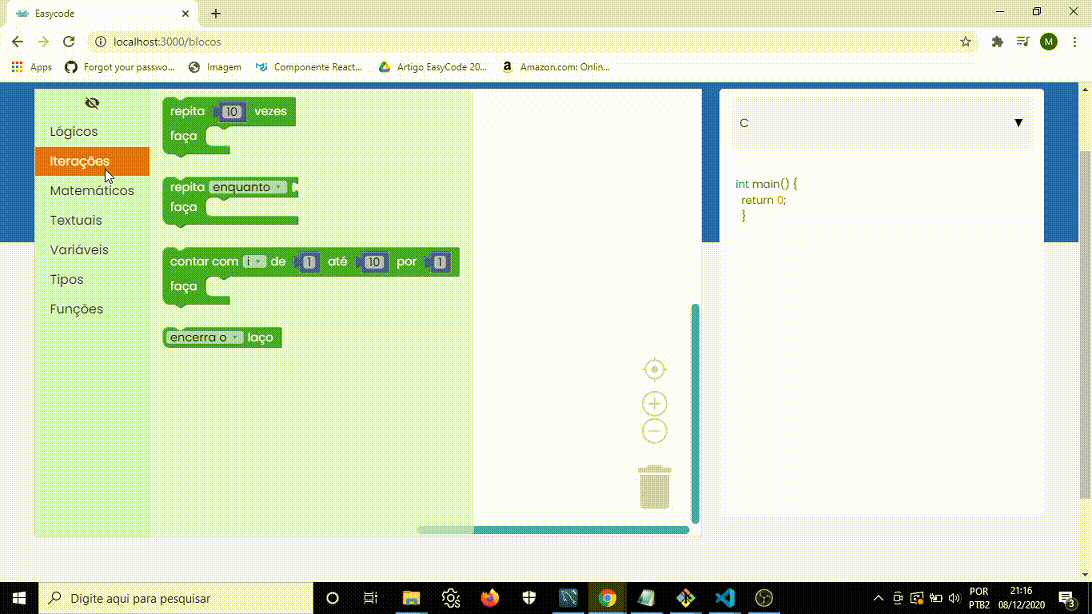 Easycode
localhost:3000/blocos
M
Apps
Forgot your passwo...
Imagem
Componente React...
Artigo EasyCode 20...
Amazon.com: Onlin...
Lógicos
Iterações
Matemáticos
Textuais
Variáveis
Tipos
Funções
repita 10 vezes
faça
repita enquanto
faça
contar com i de 1 até 10 por 1
faça
encerra o laço
C
int main() {
return 0;
}
Digite aqui para pesquisar
POR
PTB2
21:16
08/12/2020
3